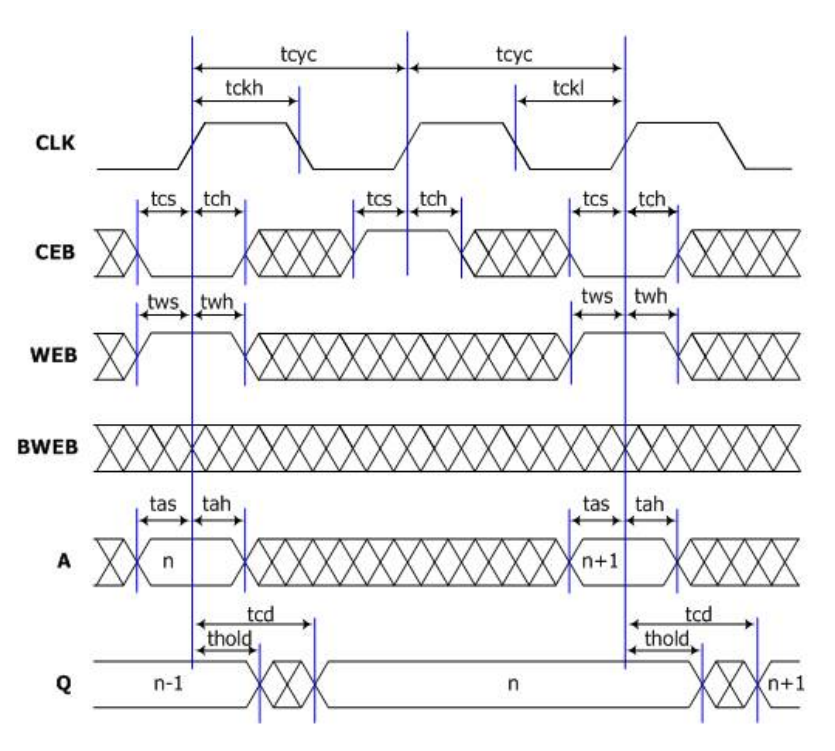 tcyc tcyc
tckh tckl
CLK
tcs tch tcs tch tcs tch
CEB
tws twh tws twh
WEB
BWEB
tas tah tas tah
A n n+1
tcd tcd
thold thold
Q n-1 n n+1